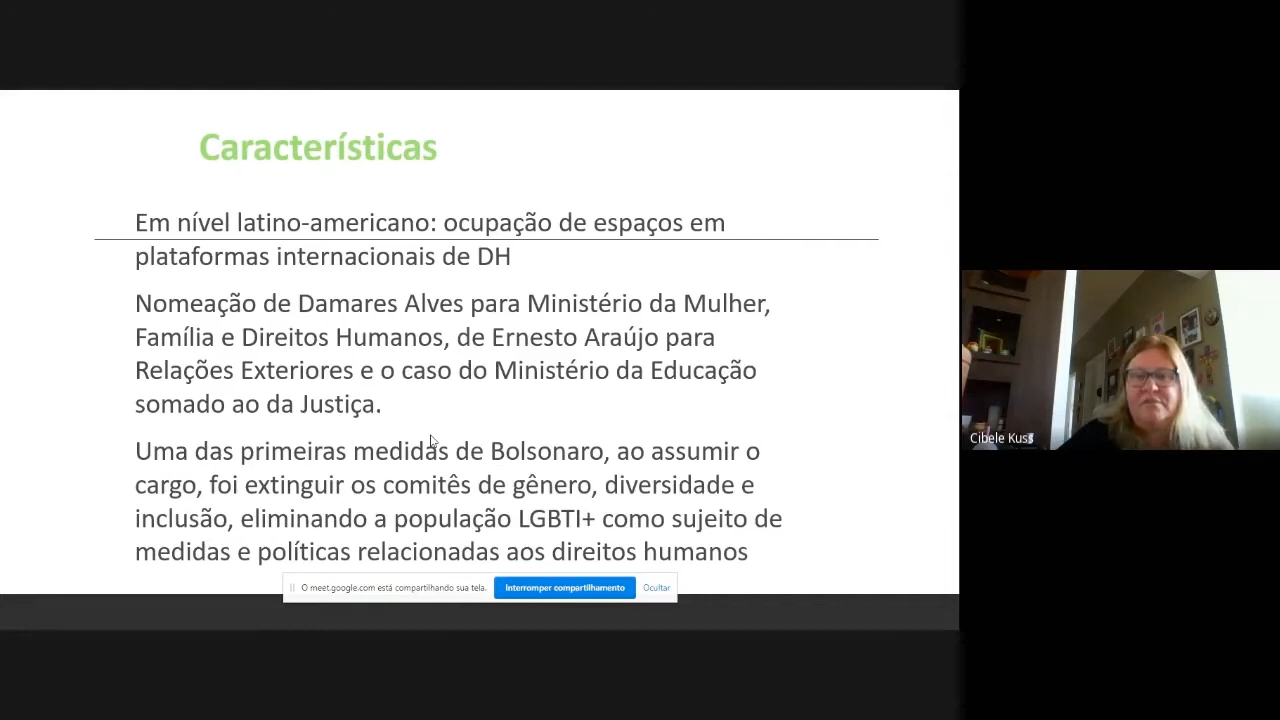 Características
Em nível latino-americano: ocupação de espaços em
plataformas internacionais de DH
Nomeação de Damares Alves para Ministério da Mulher,
Família e Direitos Humanos, de Ernesto Araújo para
Relações Exteriores e o caso do Ministério da Educação
somado ao da Justiça.
Uma das primeiras medidas de Bolsonaro, ao assumir o
cargo, foi extinguir os comitês de gênero, diversidade e
inclusão, eliminando a população LGBTI+ como sujeito de
medidas e políticas relacionadas aos direitos humanos
O meet.google.com está compartilhando sua tela. Interromper compartilhamento Ocultar
Cibele Kuss